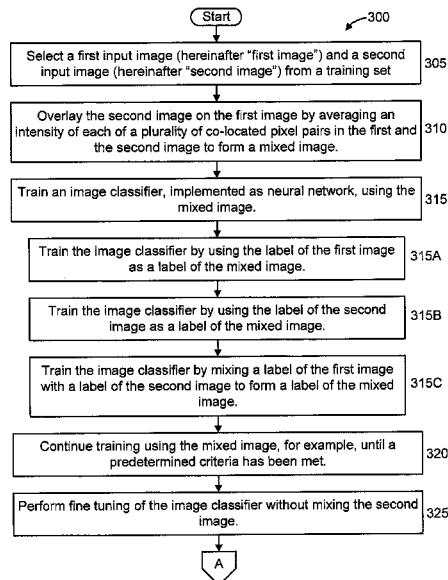 Start
300
Select a first input image (hereinafter “first image”) and a second
input image (hereinafter “second image”) from a training set
305
Overlay the second image on the first image by averaging an
intensity of each of a plurality of co-located pixel pairs in the first and
the second image to form a mixed image.
310
Train an image classifier, implemented as neural network, using the
mixed image.
315
Train the image classifier by using the label of the first
image as a label of the mixed image.
315A
Train the image classifier by using the label of the second
image as a label of the mixed image.
315B
Train the image classifier by mixing a label of the first
image with a label of the second image to form a label of the mixed
image.
315C
Continue training using the mixed image, for example, until a
predetermined criteria has been met.
320
Perform fine tuning of the image classifier without mixing the second
image.
325
A